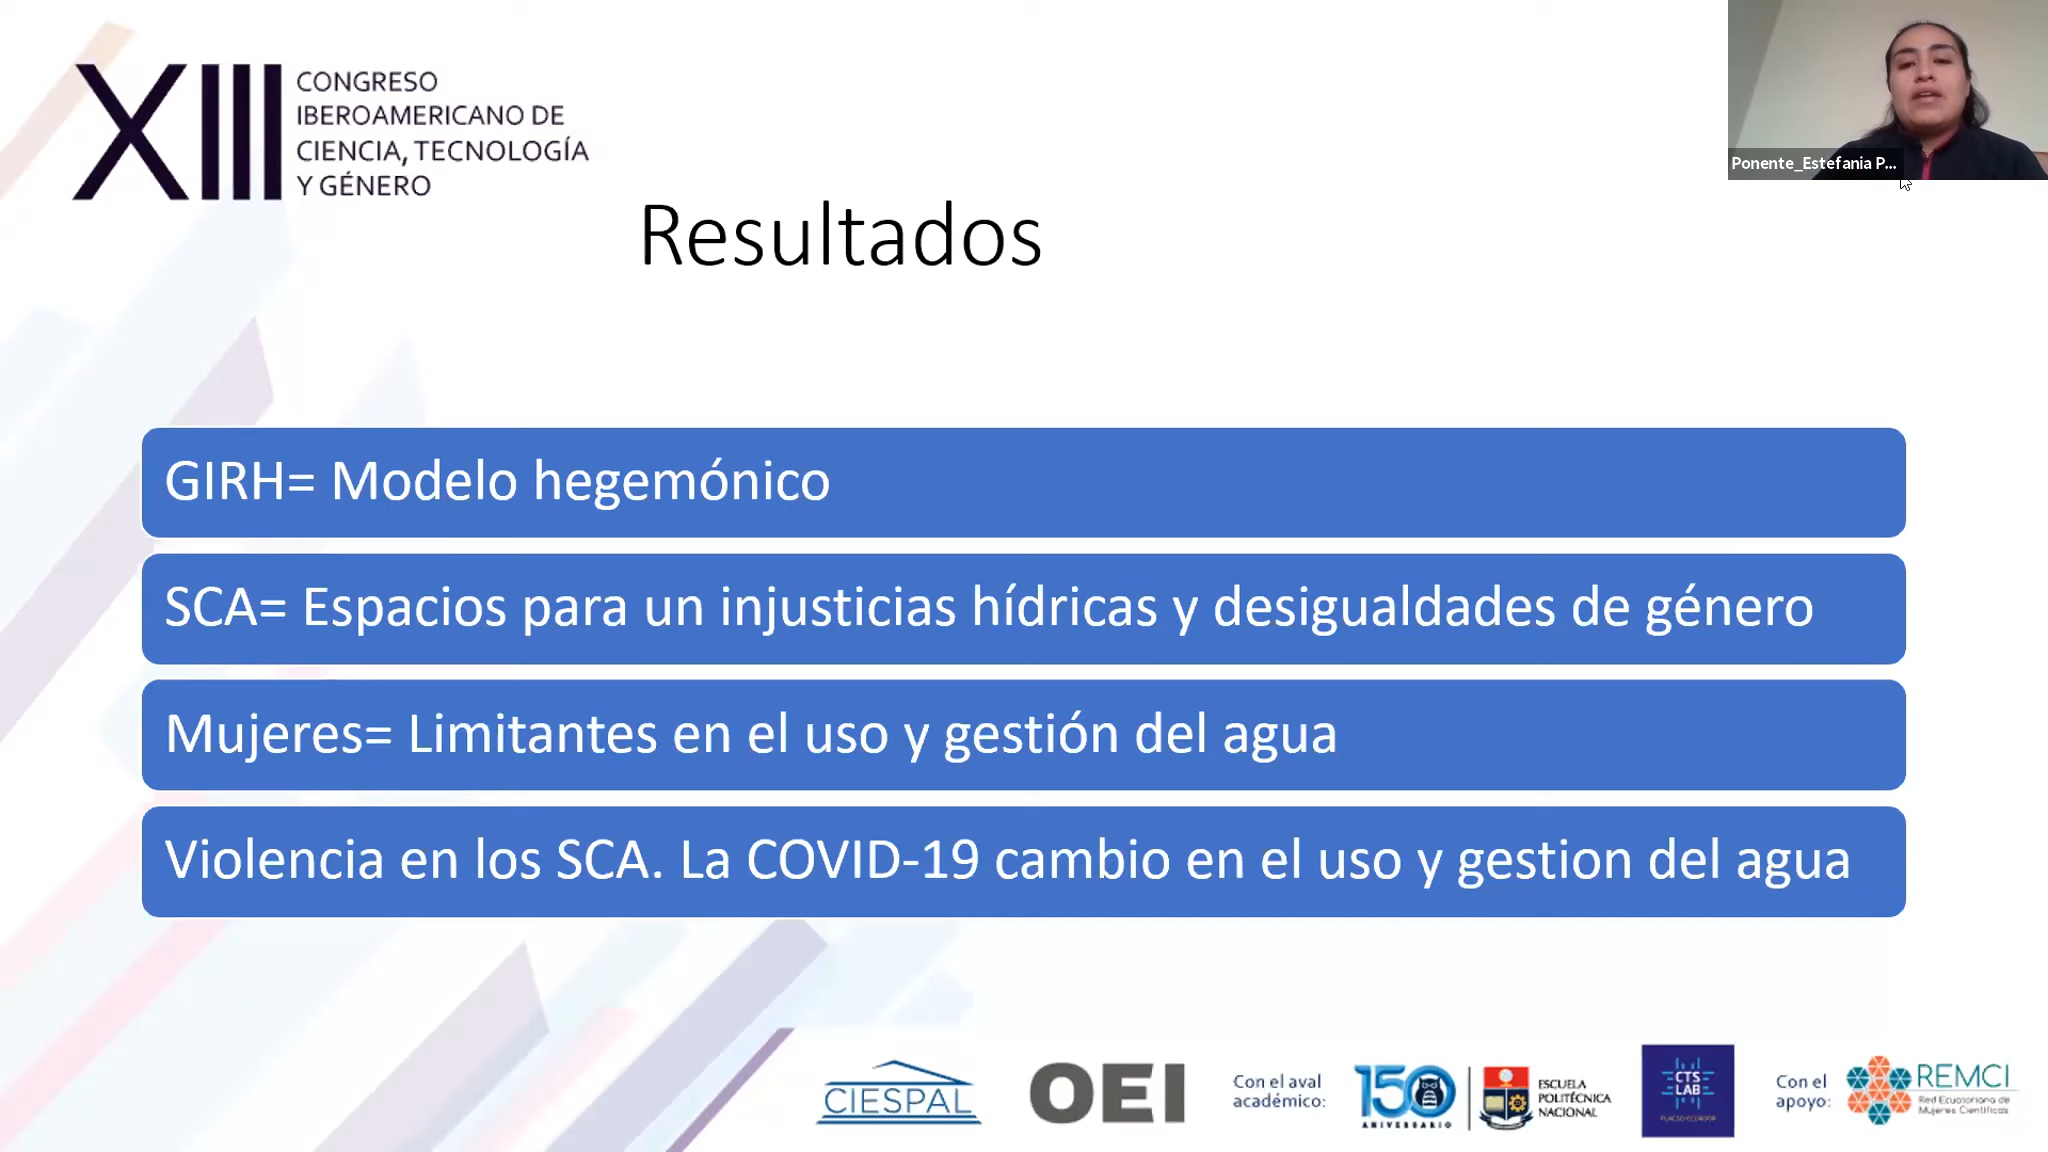 XIII
CONGRESO
IBEROAMERICANO DE
CIENCIA, TECNOLOGÍA
Y GÉNERO
Ponente_Estefania P...
Resultados
GIRH= Modelo hegemónico
SCA= Espacios para un injusticias hídricas y desigualdades de género
Mujeres= Limitantes en el uso y gestión del agua
Violencia en los SCA. La COVID-19 cambio en el uso y gestion del agua
CIESPAL
OEI
Con el aval
académico:
150
ANIVERSARIO
ESCUELA
POLITÉCNICA
NACIONAL
CTS
LAB
FLACSO-ECUADOR
Con el
apoyo:
REMCI
Red Ecuatoriana de
Mujeres Científicas